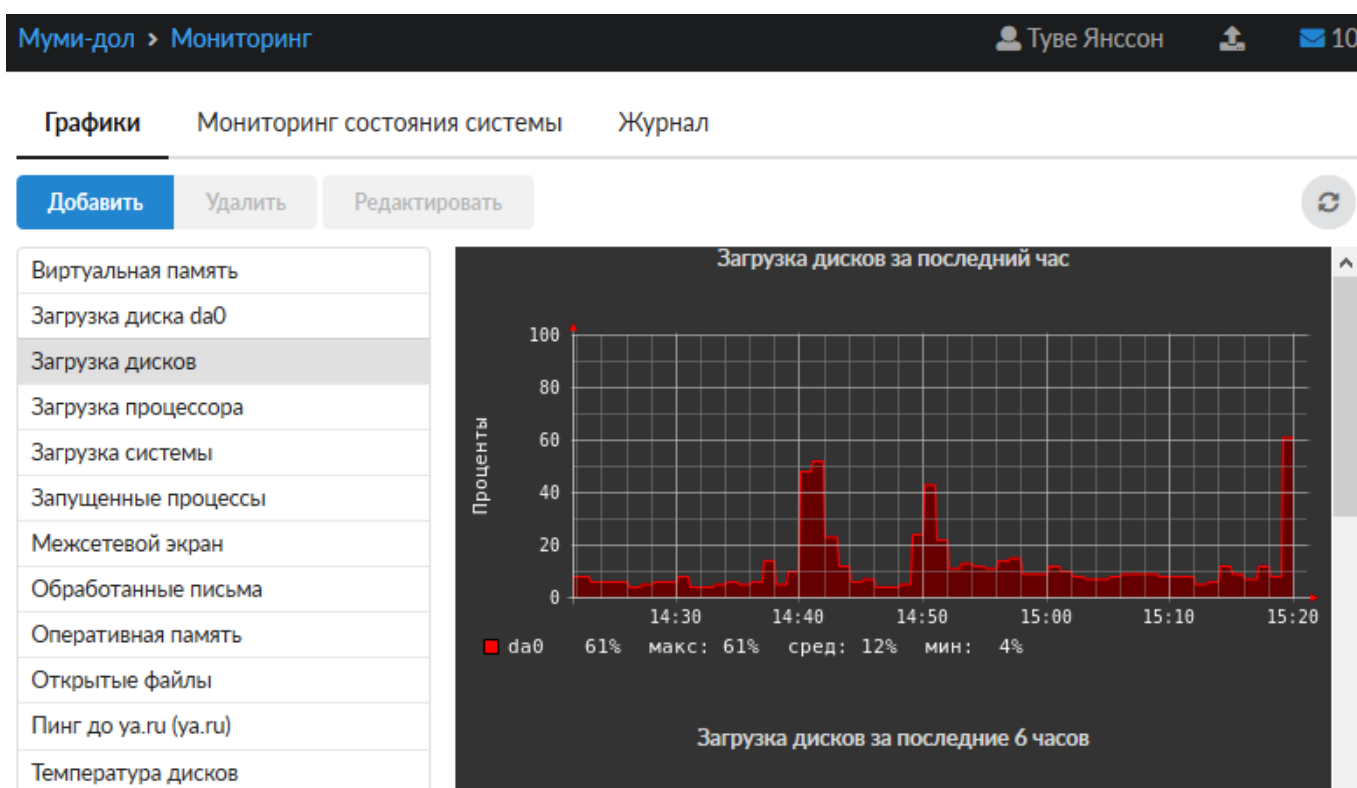 Муми-дол > Мониторинг Туве Янссон 10
Графики Мониторинг состояния системы Журнал
Добавить Удалить Редактировать
Виртуальная память
Загрузка диска da0
Загрузка дисков
Загрузка процессора
Загрузка системы
Запущенные процессы
Межсетевой экран
Обработанные письма
Оперативная память
Открытые файлы
Пинг до ya.ru (ya.ru)
Температура дисков
Загрузка дисков за последний час
Проценты
100
80
60
40
20
0
14:30 14:40 14:50 15:00 15:10 15:20
da0 61% макс: 61% сред: 12% мин: 4%
Загрузка дисков за последние 6 часов